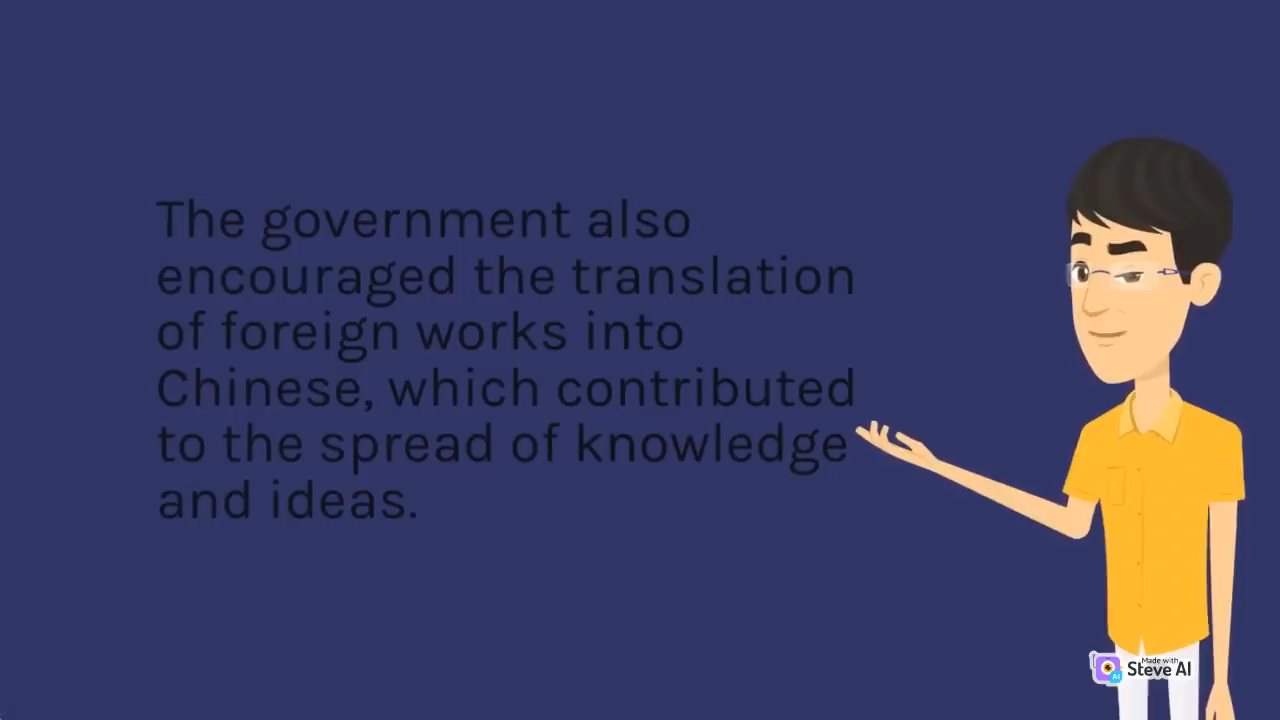 The government also
encouraged the translation
of foreign works into
Chinese, which contributed
to the spread of knowledge
and ideas.
Made with
Steve AI
AI